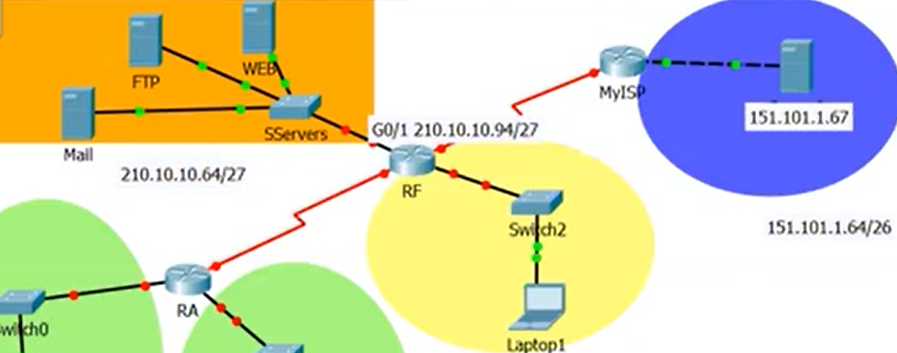 FTP
WEB
MyISP
151.101.1.67
SServers
G0/1 210.10.10.94/27
Mail
210.10.10.64/27
RF
Switch2
151.101.1.64/26
RA
witch0
Laptop1